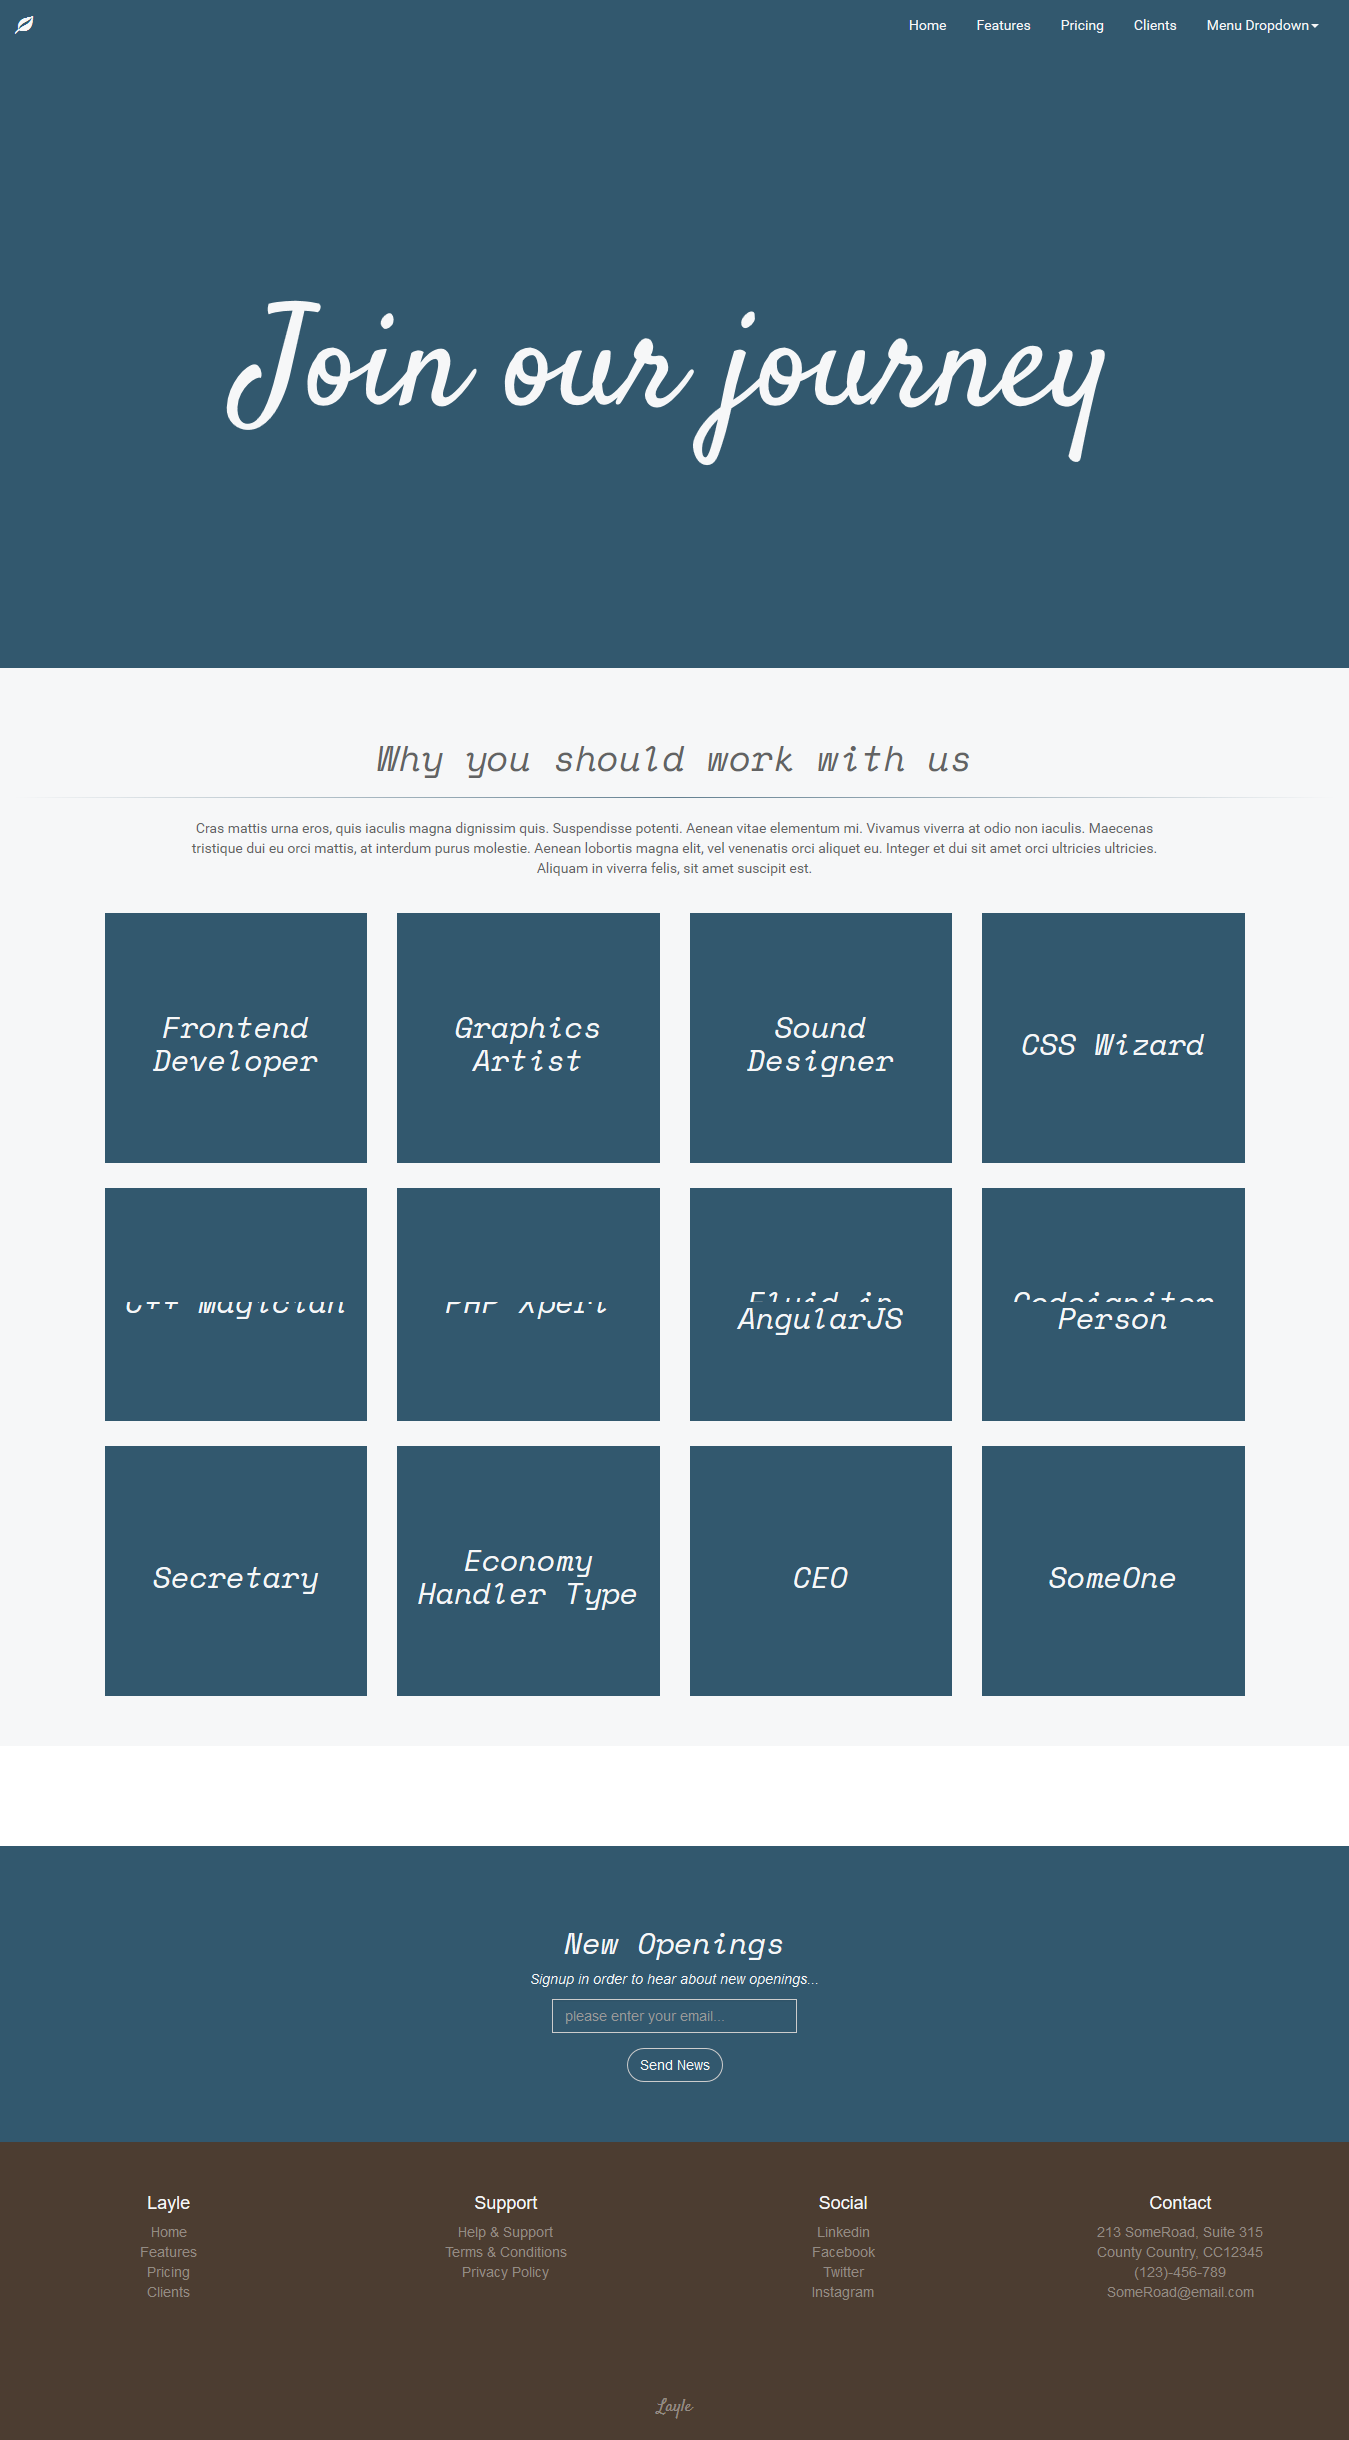 Home Features Pricing Clients Menu Dropdown
Join our journey
Why you should work with us
Cras mattis urna eros, quis iaculis magna dignissim quis. Suspendisse potenti. Aenean vitae elementum mi. Vivamus viverra at odio non iaculis. Maecenas
tristique dui eu orci mattis, at interdum purus molestie. Aenean lobortis magna elit, vel venenatis orci aliquet eu. Integer et dui sit amet orci ultricies ultricies.
Aliquam in viverra felis, sit amet suscipit est.
Frontend
Developer
Graphics
Artist
Sound
Designer
CSS Wizard
C++ Magician
PHP Xpert
Fluid in
AngularJS
Codeigniter
Person
Secretary
Economy
Handler Type
CEO
SomeOne
New Openings
Signup in order to hear about new openings...
please enter your email...
Send News
Layle
Home
Features
Pricing
Clients
Support
Help & Support
Terms & Conditions
Privacy Policy
Social
Linkedin
Facebook
Twitter
Instagram
Contact
213 SomeRoad, Suite 315
County Country, CC12345
(123)-456-789
SomeRoad@email.com
Layle